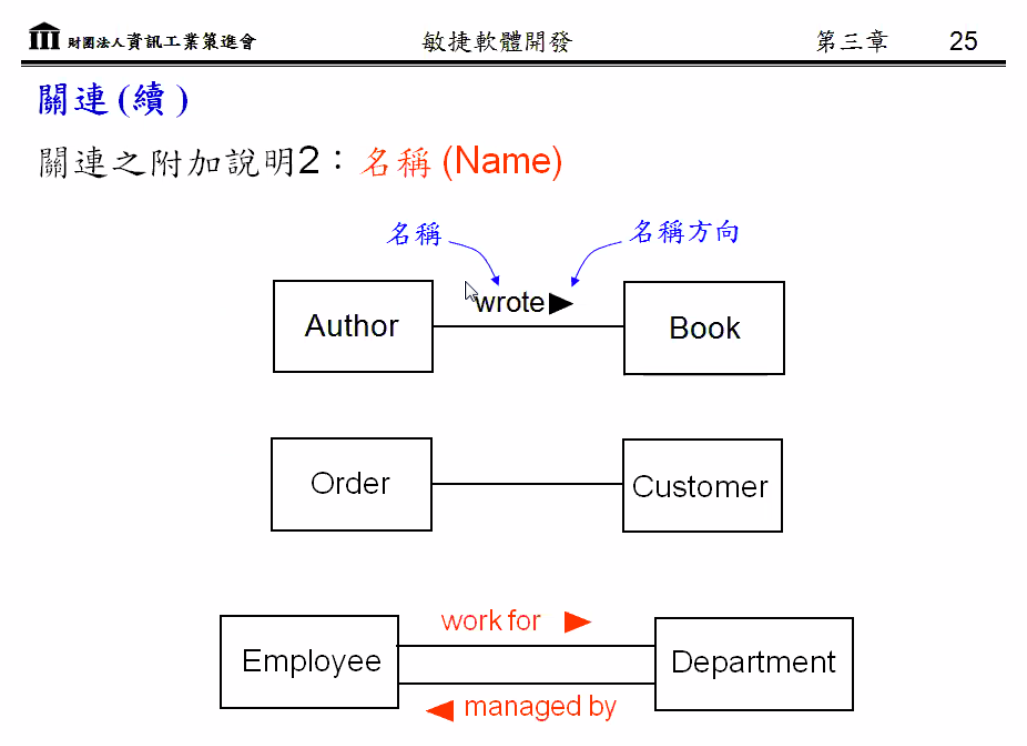 財團法人資訊工業策進會 敏捷軟體開發 第三章 25
關連 (續 )
關連之附加說明2：名稱 (Name)
名稱 名稱方向
wrote
Author Book
Order Customer
work for
Employee Department
managed by